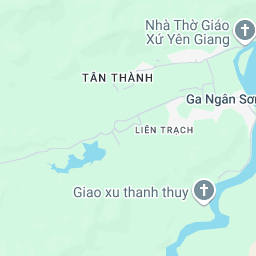 Nhà Thờ Giáo
Xứ Yên Giang
TÂN THÀNH
Ga Ngân Sơn
LIÊN TRẠCH
Giao xu thanh thuy